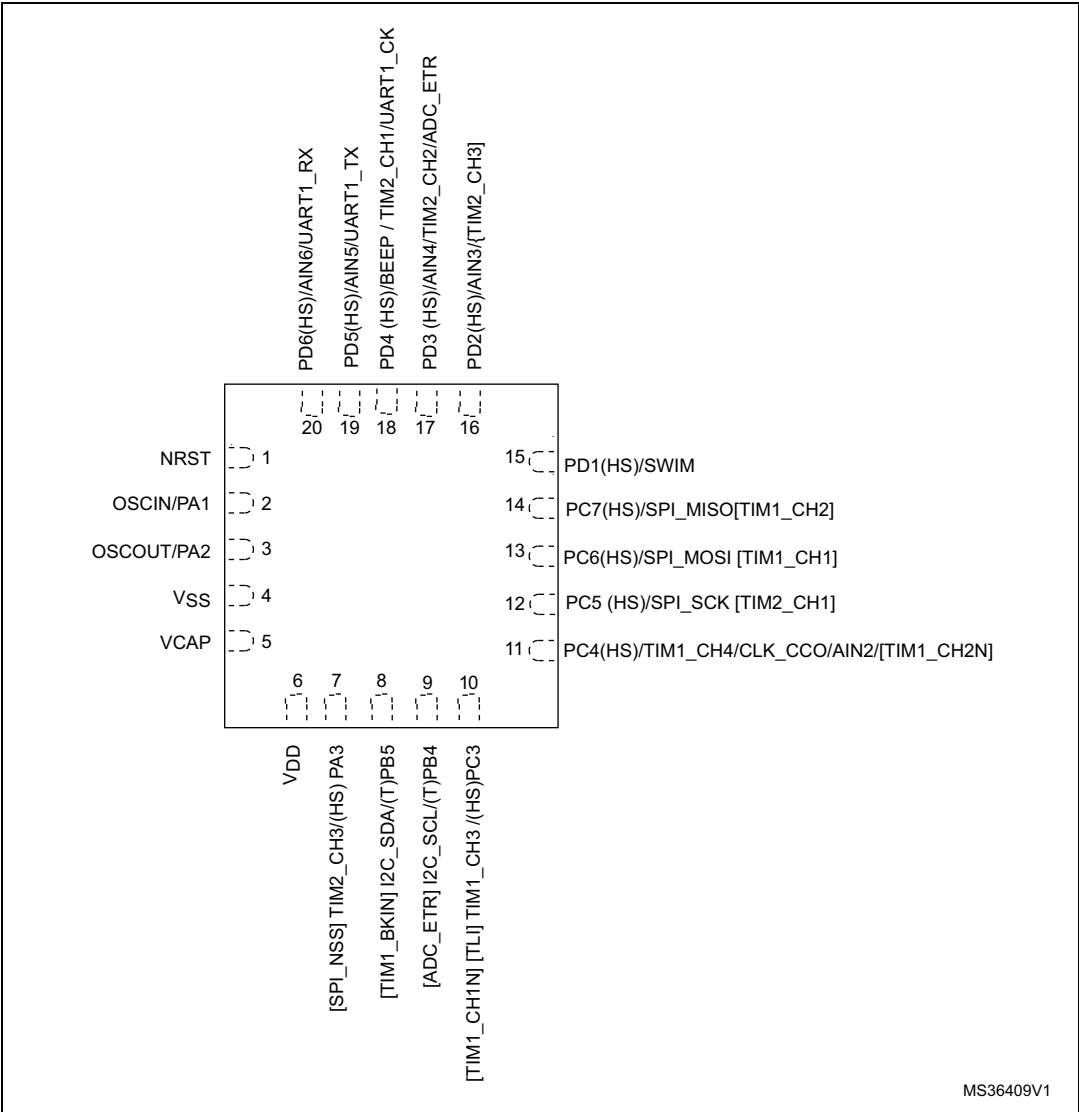 PD6(HS)/AIN6/UART1_RX
PD5(HS)/AIN5/UART1_TX
PD4 (HS)/BEEP / TIM2_CH1/UART1_CK
PD3 (HS)/AIN4/TIM2_CH2/ADC_ETR
PD2(HS)/AIN3/{TIM2_CH3]
20
19
18
17
16
NRST
1
OSCIN/PA1
2
OSCOUT/PA2
3
VSS
4
VCAP
5
15
PD1(HS)/SWIM
14
PC7(HS)/SPI_MISO[TIM1_CH2]
13
PC6(HS)/SPI_MOSI [TIM1_CH1]
12
PC5 (HS)/SPI_SCK [TIM2_CH1]
11
PC4(HS)/TIM1_CH4/CLK_CCO/AIN2/[TIM1_CH2N]
6
7
8
9
10
VDD
[SPI_NSS] TIM2_CH3/(HS) PA3
[TIM1_BKIN] I2C_SDA/(T)PB5
[ADC_ETR] I2C_SCL/(T)PB4
[TIM1_CH1N] [TLI] TIM1_CH3 /(HS)PC3
MS36409V1